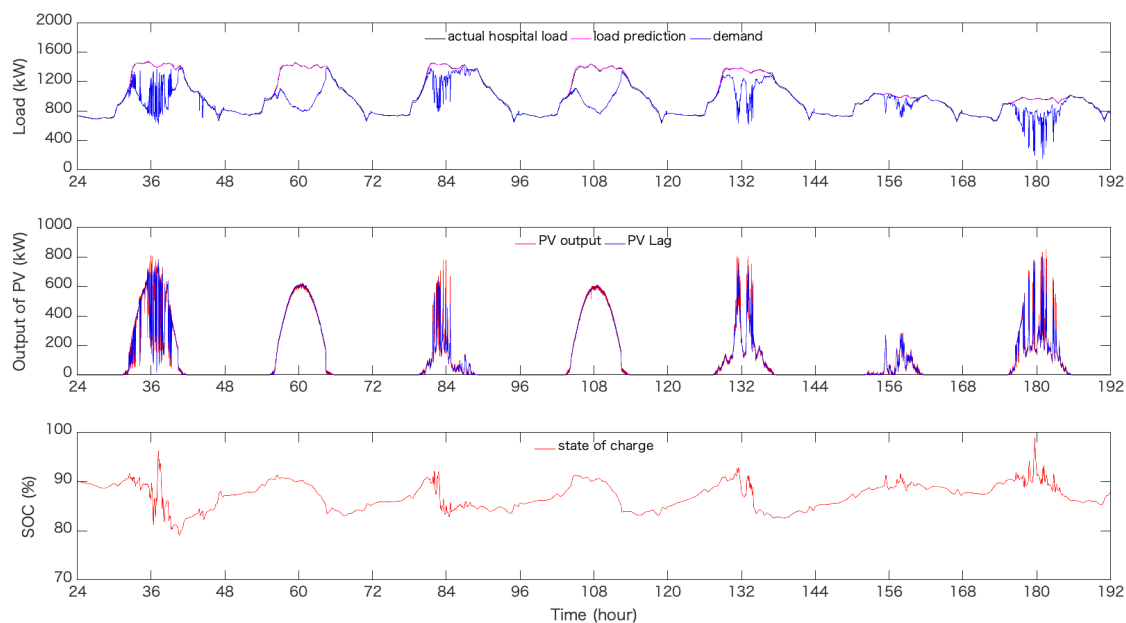 2000
1600
1200
800
400
0
Load (kW)
actual hospital load load prediction demand
24 36 48 60 72 84 96 108 120 132 144 156 168 180 192
1000
800
600
400
200
0
Output of PV (kW)
PV output PV Lag
24 36 48 60 72 84 96 108 120 132 144 156 168 180 192
100
90
80
70
SOC (%)
state of charge
24 36 48 60 72 84 96 108 120 132 144 156 168 180 192
Time (hour)